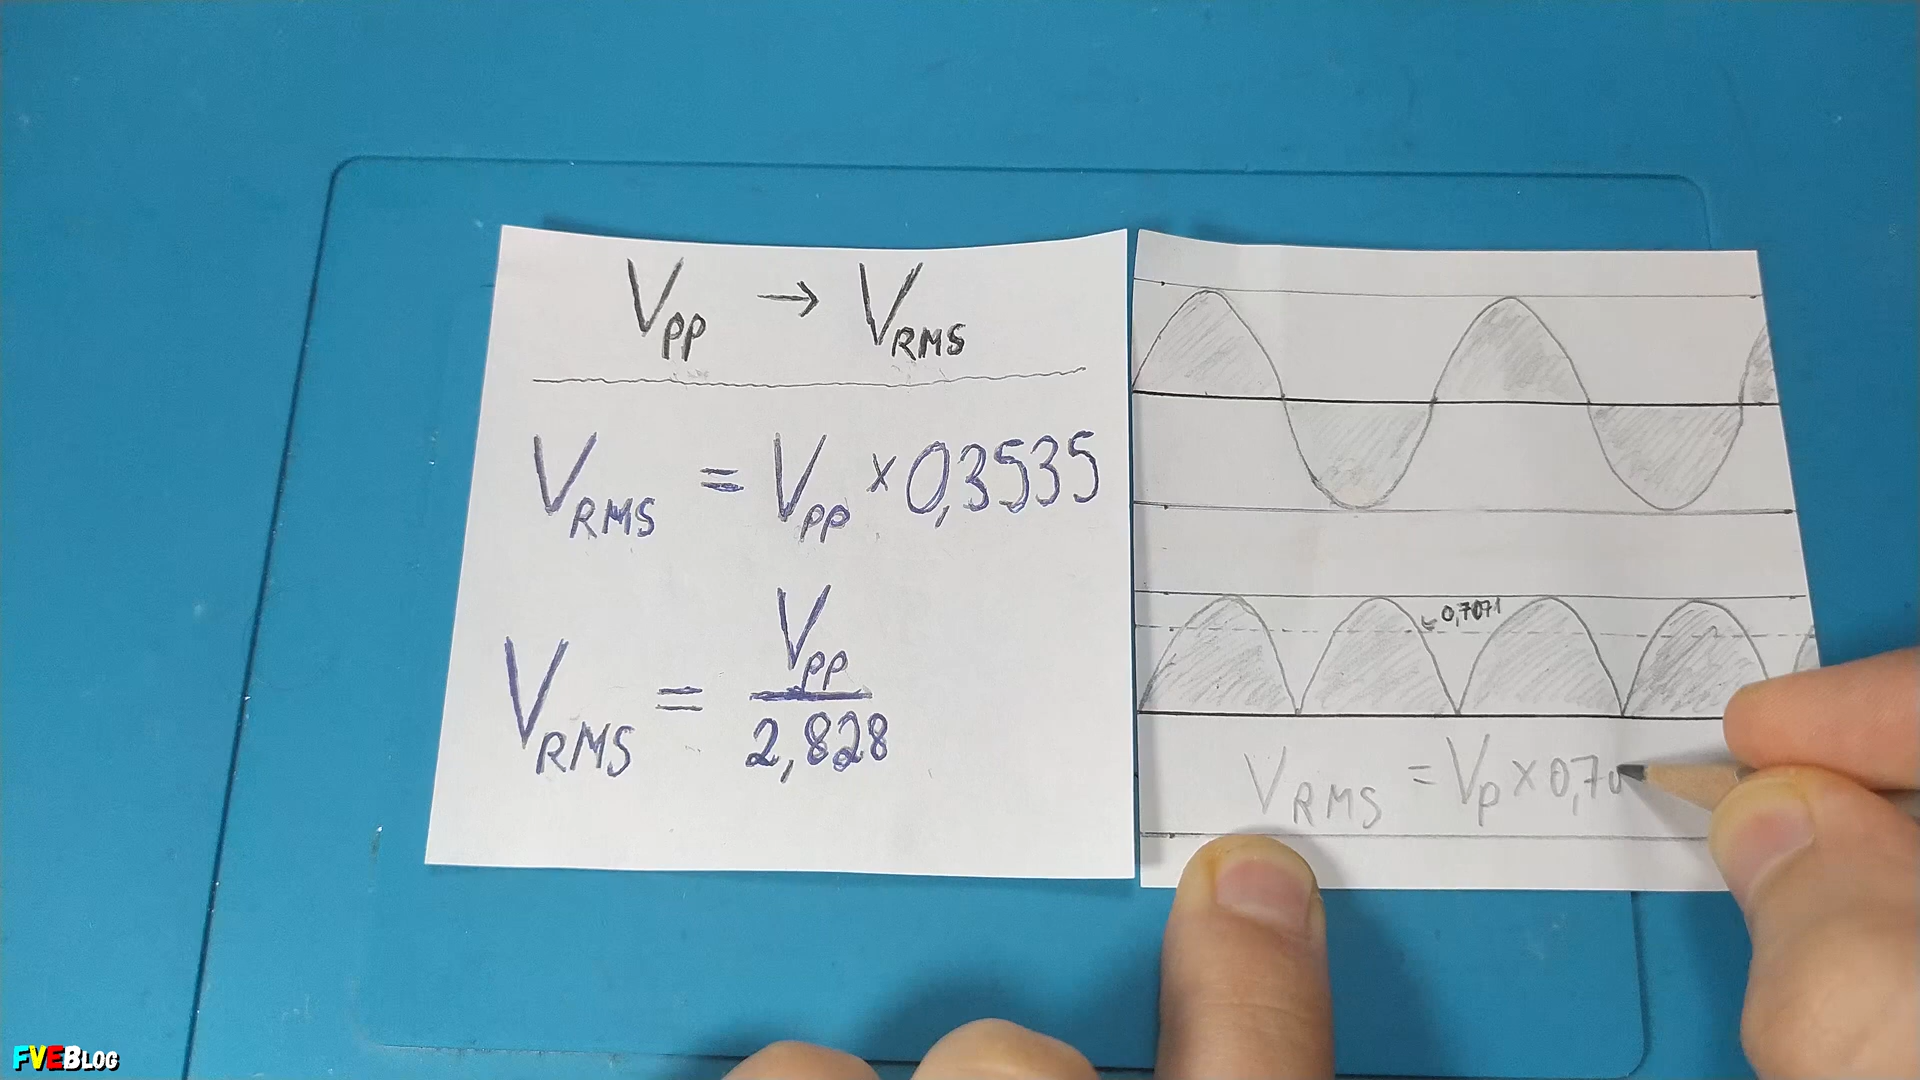 VPP → VRMS
VRMS = VPP × 0,3535
VRMS = VPP
2,828
0,7071
VRMS = VP × 0,70
FVEBLOG